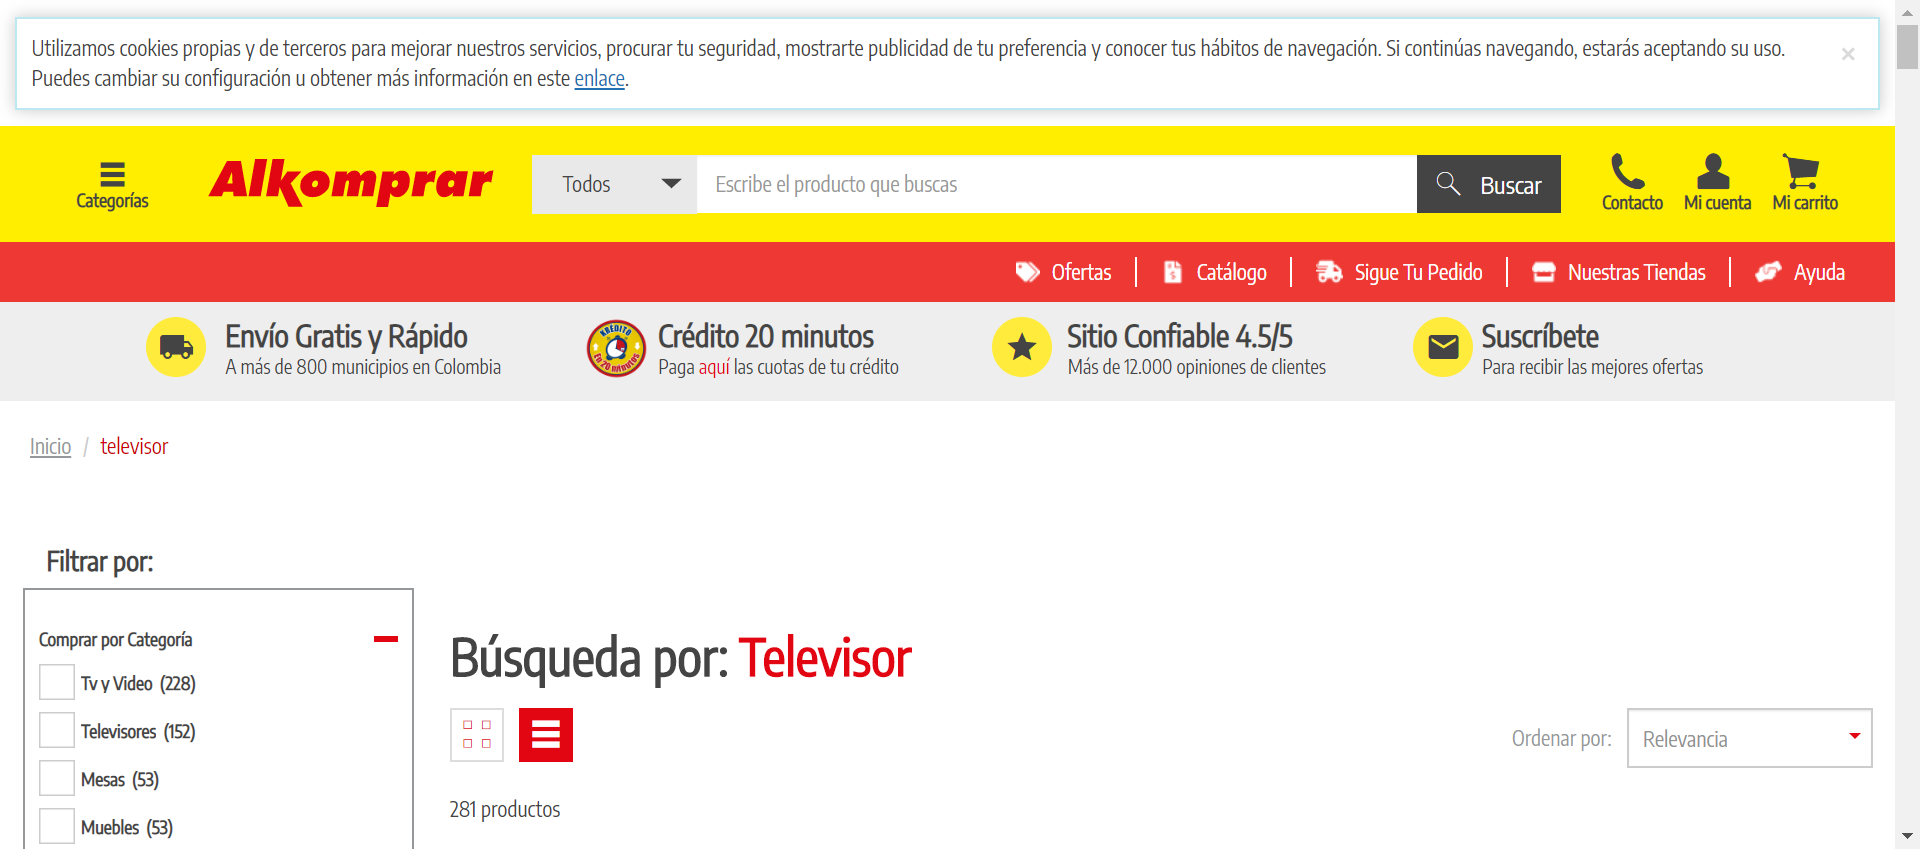 Utilizamos cookies propias y de terceros para mejorar nuestros servicios, procurar tu seguridad, mostrarte publicidad de tu preferencia y conocer tus hábitos de navegación. Si continúas navegando, estarás aceptando su uso.
Puedes cambiar su configuración u obtener más información en este enlace.
×
Categorías
Alkomprar
Todos
Escribe el producto que buscas
Buscar
Contacto
Mi cuenta
Mi carrito
Ofertas
Catálogo
Sigue Tu Pedido
Nuestras Tiendas
Ayuda
Envío Gratis y Rápido
A más de 800 municipios en Colombia
KREDITO
En 20 minutos
Crédito 20 minutos
Paga aquí las cuotas de tu crédito
Sitio Confiable 4.5/5
Más de 12.000 opiniones de clientes
Suscríbete
Para recibir las mejores ofertas
Inicio / televisor
Filtrar por:
Comprar por Categoría
Tv y Video (228)
Televisores (152)
Mesas (53)
Muebles (53)
Búsqueda por: Televisor
Ordenar por:
Relevancia
281 productos